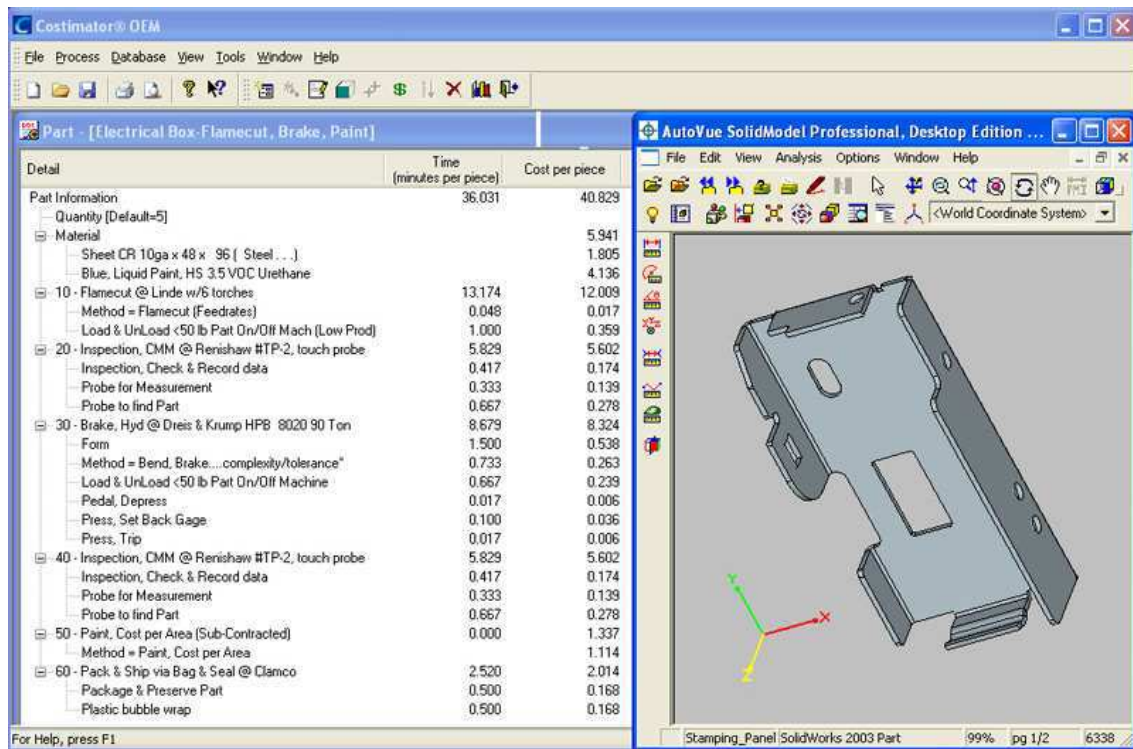 Costimator® OEM
File Process Database View Tools Window Help
Part - [Electrical Box-Flamecut, Brake, Paint]
Detail Time (minutes per piece) Cost per piece
Part Information 36.031 40.829
Quantity [Default=5]
Material 5.941
Sheet CR 10ga x 48 x 96 ( Steel . . .) 1.805
Blue, Liquid Paint, HS 3.5 VOC Urethane 4.136
10 - Flamecut @ Linde w/6 torches 13.174 12.009
Method = Flamecut (Feedrates) 0.048 0.017
Load & UnLoad <50 lb Part On/Off Mach (Low Prod) 1.000 0.359
20 - Inspection, CMM @ Renishaw #TP-2, touch probe 5.829 5.602
Inspection, Check & Record data 0.417 0.174
Probe for Measurement 0.333 0.139
Probe to find Part 0.667 0.278
30 - Brake, Hyd @ Dreis & Krump HPB 8020 90 Ton 8.679 8.324
Form 1.500 0.538
Method = Bend, Brake....complexity/tolerance" 0.733 0.263
Load & UnLoad <50 lb Part On/Off Machine 0.667 0.239
Pedal, Depress 0.017 0.006
Press, Set Back Gage 0.100 0.036
Press, Trip 0.017 0.006
40 - Inspection, CMM @ Renishaw #TP-2, touch probe 5.829 5.602
Inspection, Check & Record data 0.417 0.174
Probe for Measurement 0.333 0.139
Probe to find Part 0.667 0.278
50 - Paint, Cost per Area (Sub-Contracted) 0.000 1.337
Method = Paint, Cost per Area 1.114
60 - Pack & Ship via Bag & Seal @ Clamco 2.520 2.014
Package & Preserve Part 0.500 0.168
Plastic bubble wrap 0.500 0.168
For Help, press F1
AutoVue SolidModel Professional, Desktop Edition ...
File Edit View Analysis Options Window Help
<World Coordinate System>
Y
X
Z
Stamping_Panel SolidWorks 2003 Part 99% pg 1/2 6338